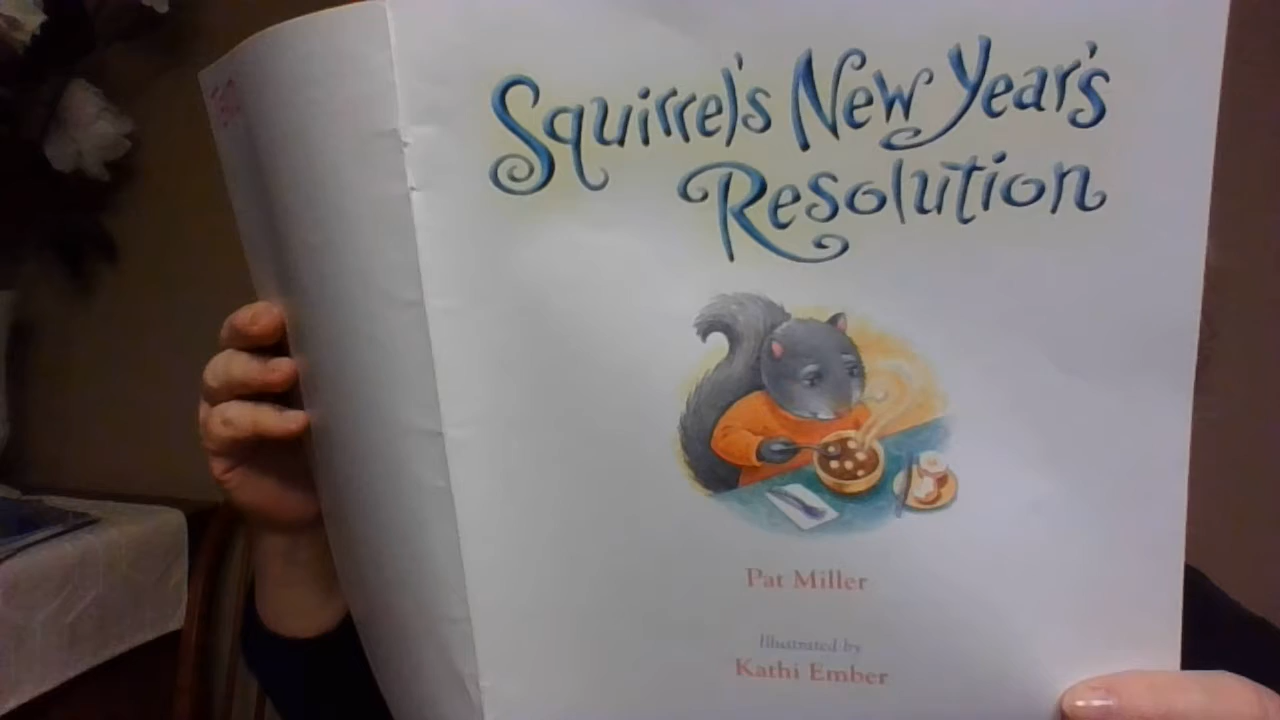 Squirrel's New Year's
Resolution
Pat Miller
Illustrated by
Kathi Ember